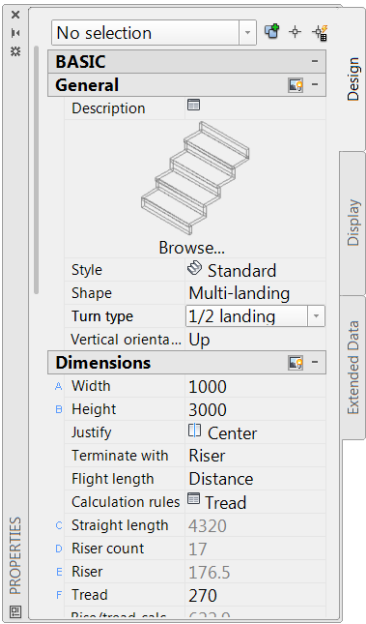 No selection
BASIC
General
Description
Browse...
Style Standard
Shape Multi-landing
Turn type 1/2 landing
Vertical orienta... Up
Dimensions
A Width 1000
B Height 3000
Justify Center
Terminate with Riser
Flight length Distance
Calculation rules Tread
C Straight length 4320
D Riser count 17
E Riser 176.5
F Tread 270
Design
Display
Extended Data
PROPERTIES